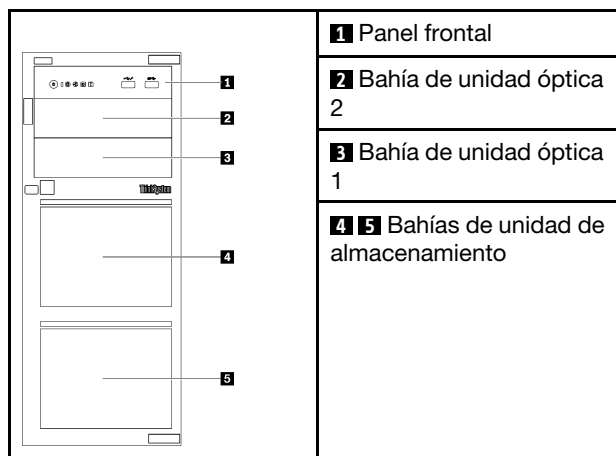 1 Panel frontal
2 Bahía de unidad óptica
2
3 Bahía de unidad óptica
1
4 5 Bahías de unidad de
almacenamiento
1
2
3
ThinkSystem
4
5